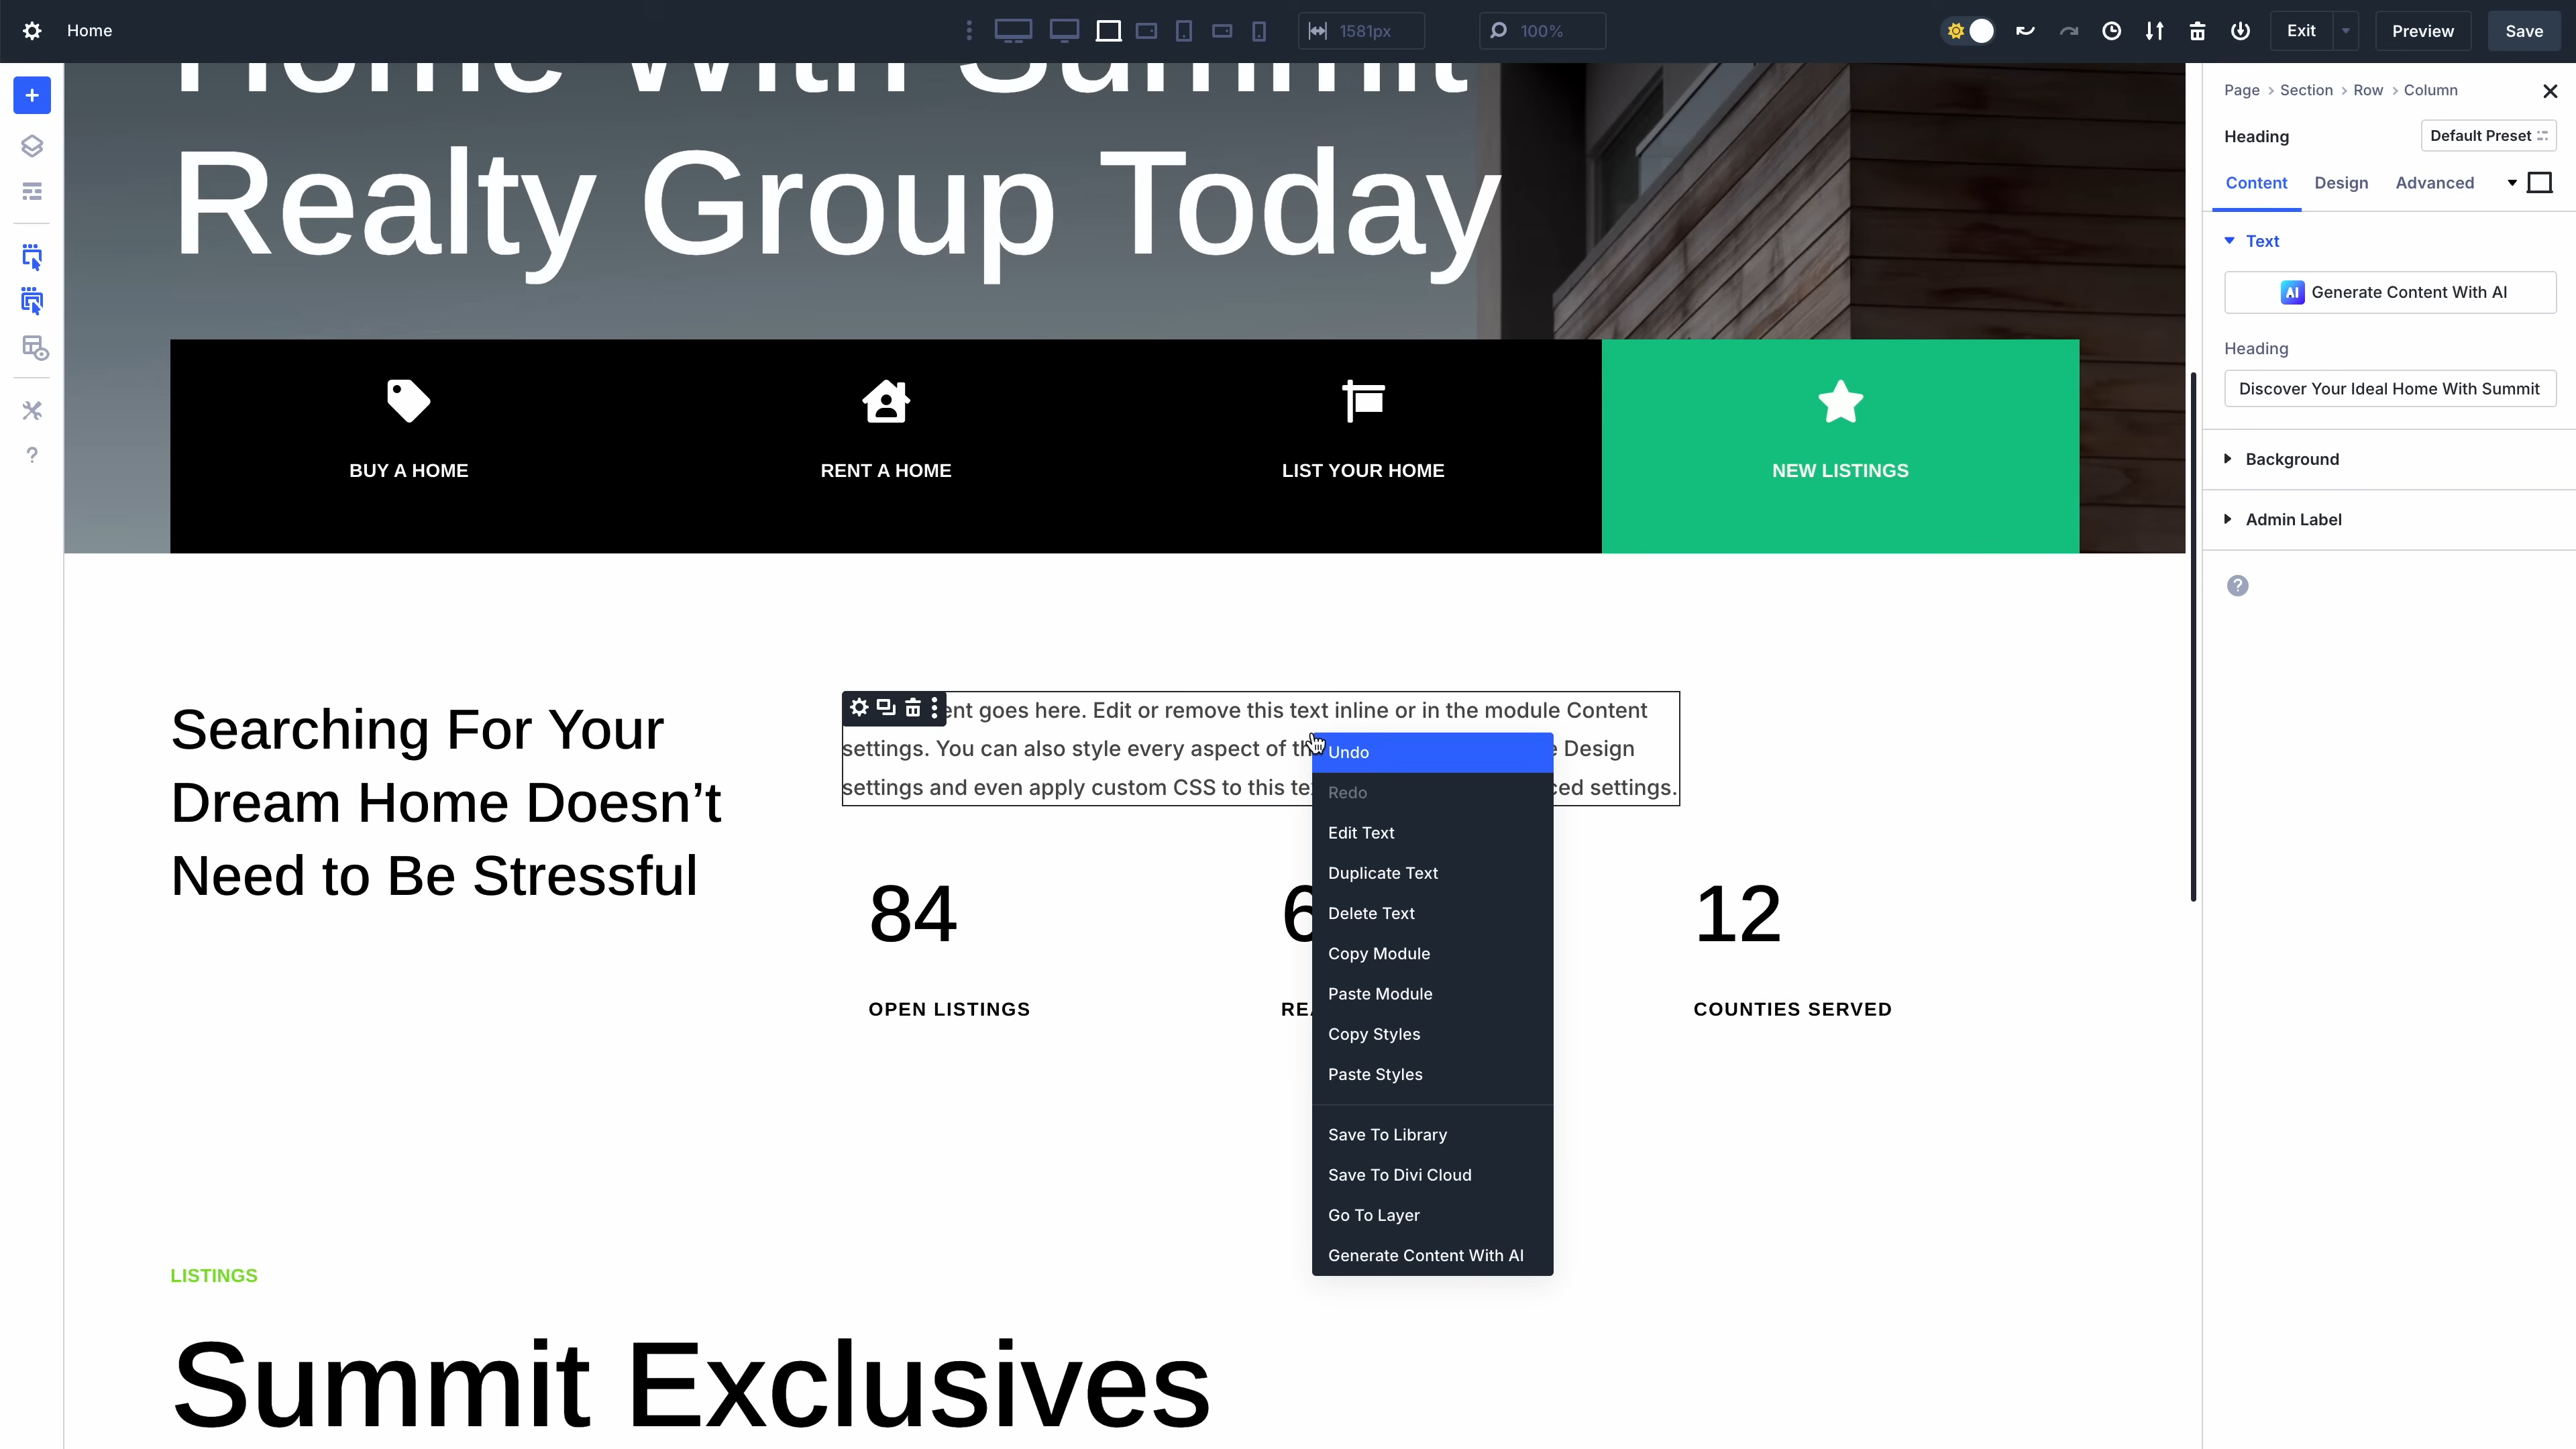 Home
1581px
100%
Exit
Preview
Save
Home With Summit
Realty Group Today
BUY A HOME
RENT A HOME
LIST YOUR HOME
NEW LISTINGS
Searching For Your
Dream Home Doesn’t
Need to Be Stressful
goes here. Edit or remove this text inline or in the module Content
settings. You can also style every aspect of Design
settings and even apply custom CSS to this settings.
84
12
OPEN LISTINGS
COUNTIES SERVED
Undo
Redo
Edit Text
Duplicate Text
Delete Text
Copy Module
Paste Module
Copy Styles
Paste Styles
Save To Library
Save To Divi Cloud
Go To Layer
Generate Content With AI
LISTINGS
Summit Exclusives
Page > Section > Row > Column
Heading
Default Preset
Content
Design
Advanced
Text
AI Generate Content With AI
Heading
Discover Your Ideal Home With Summit
Background
Admin Label